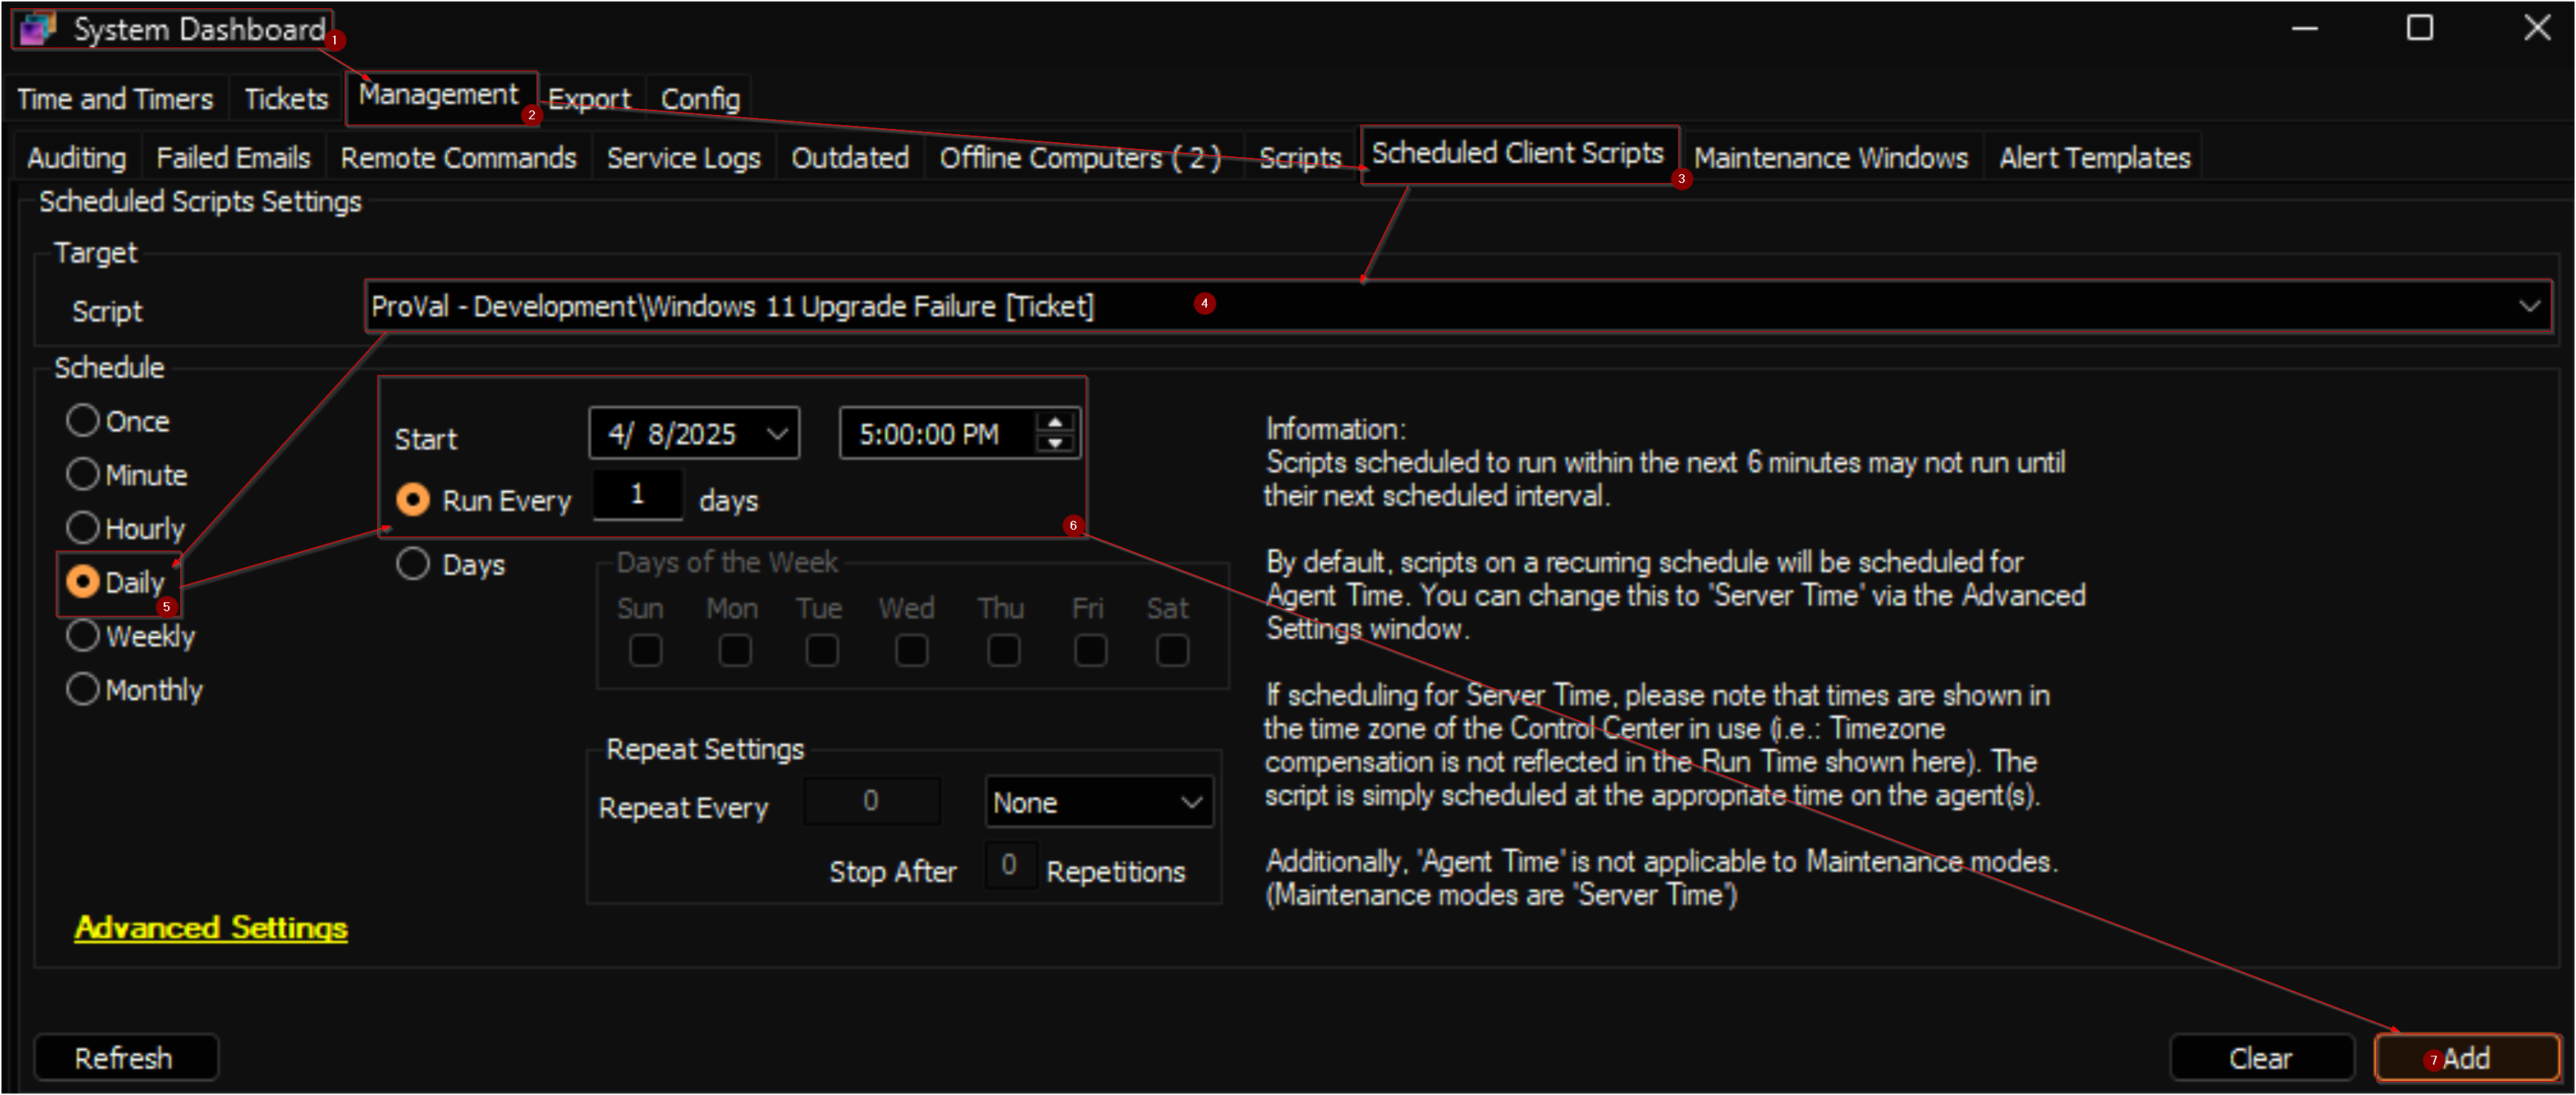 System Dashboard 1
Time and Timers Tickets Management 2 Export Config
Auditing Failed Emails Remote Commands Service Logs Outdated Offline Computers ( 2 ) Scripts Scheduled Client Scripts 3 Maintenance Windows Alert Templates
Scheduled Scripts Settings
Target
Script ProVal - Development\Windows 11 Upgrade Failure [Ticket] 4
Schedule
Once
Minute
Hourly
Daily 5
Weekly
Monthly
Start 4/ 8/2025 5:00:00 PM
Run Every 1 days
6
Days
Days of the Week
Sun Mon Tue Wed Thu Fri Sat
Repeat Settings
Repeat Every 0 None
Stop After 0 Repetitions
Information:
Scripts scheduled to run within the next 6 minutes may not run until
their next scheduled interval.
By default, scripts on a recurring schedule will be scheduled for
Agent Time. You can change this to 'Server Time' via the Advanced
Settings window.
If scheduling for Server Time, please note that times are shown in
the time zone of the Control Center in use (i.e.: Timezone
compensation is not reflected in the Run Time shown here). The
script is simply scheduled at the appropriate time on the agent(s).
Additionally, 'Agent Time' is not applicable to Maintenance modes.
(Maintenance modes are 'Server Time')
Advanced Settings
Refresh Clear 7 Add